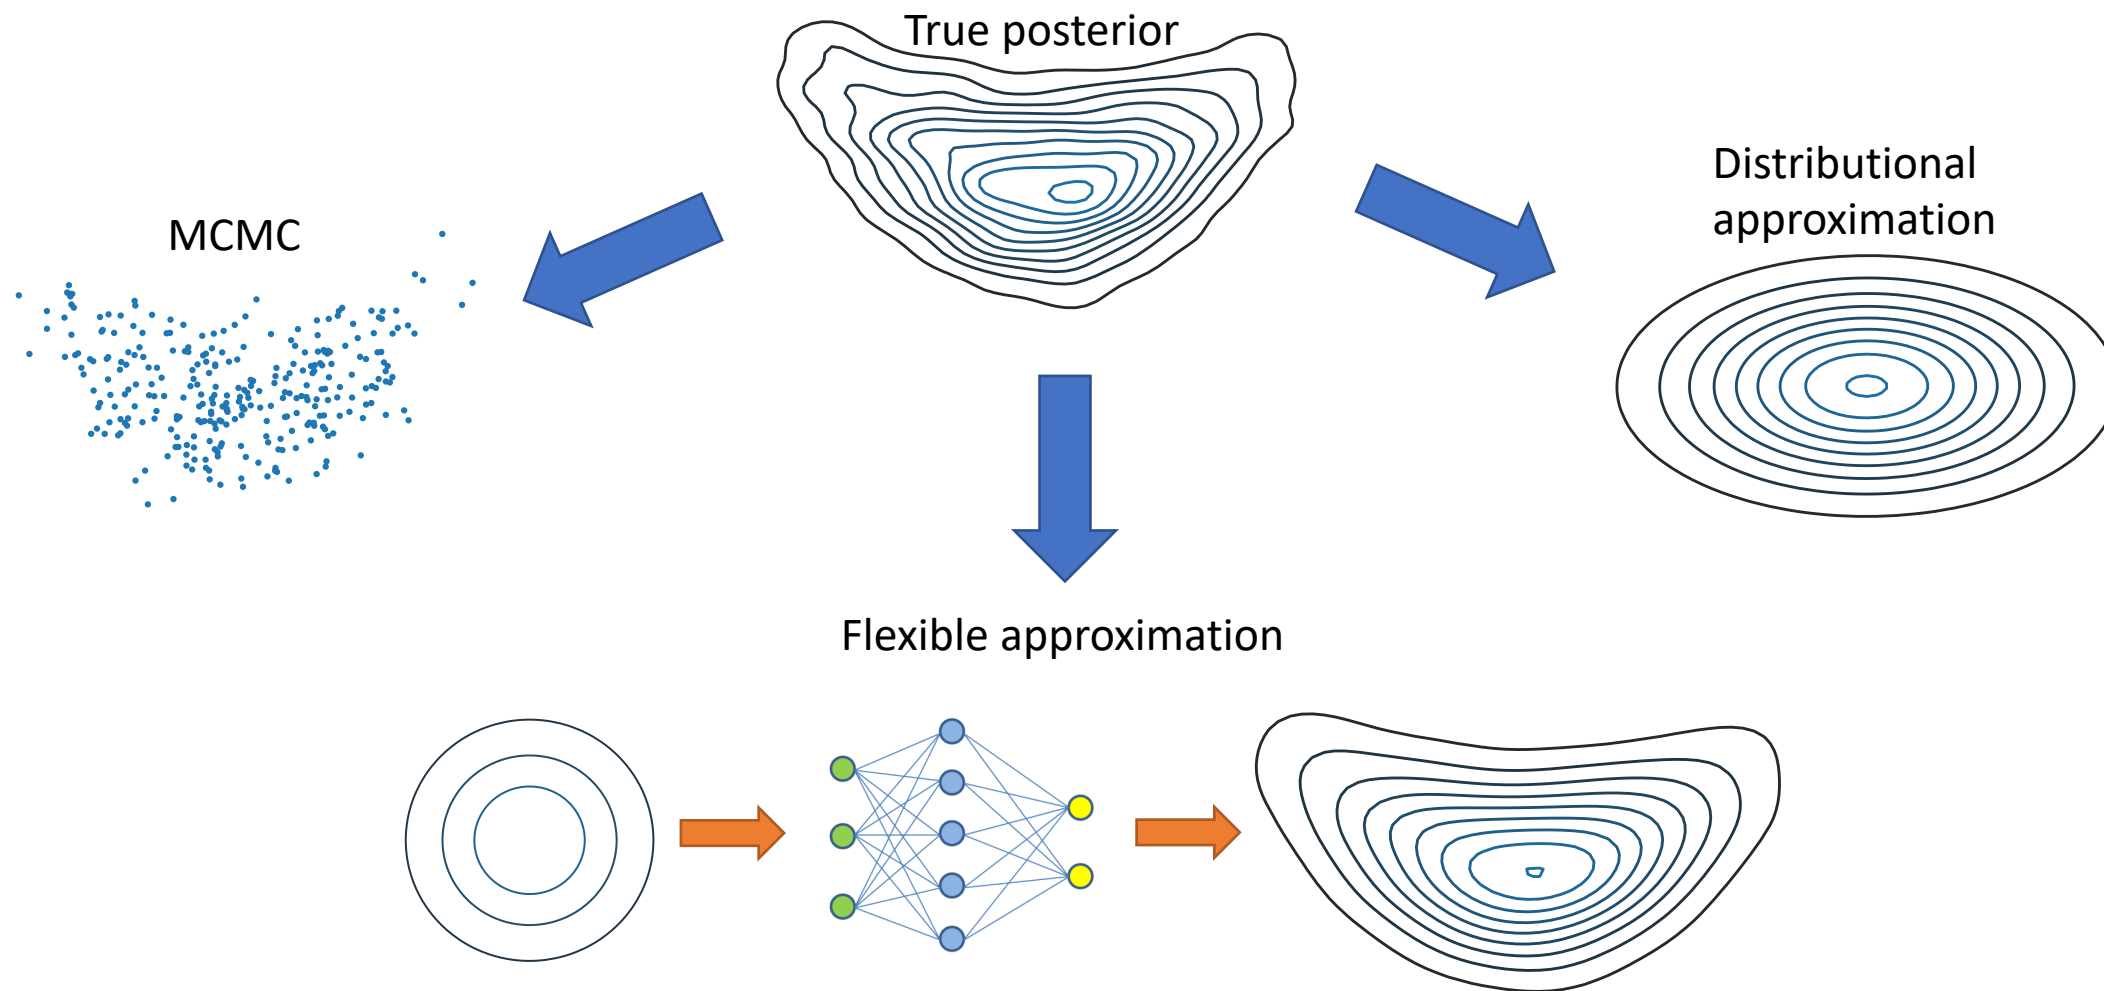 True posterior
MCMC
Distributional
approximation
Flexible approximation